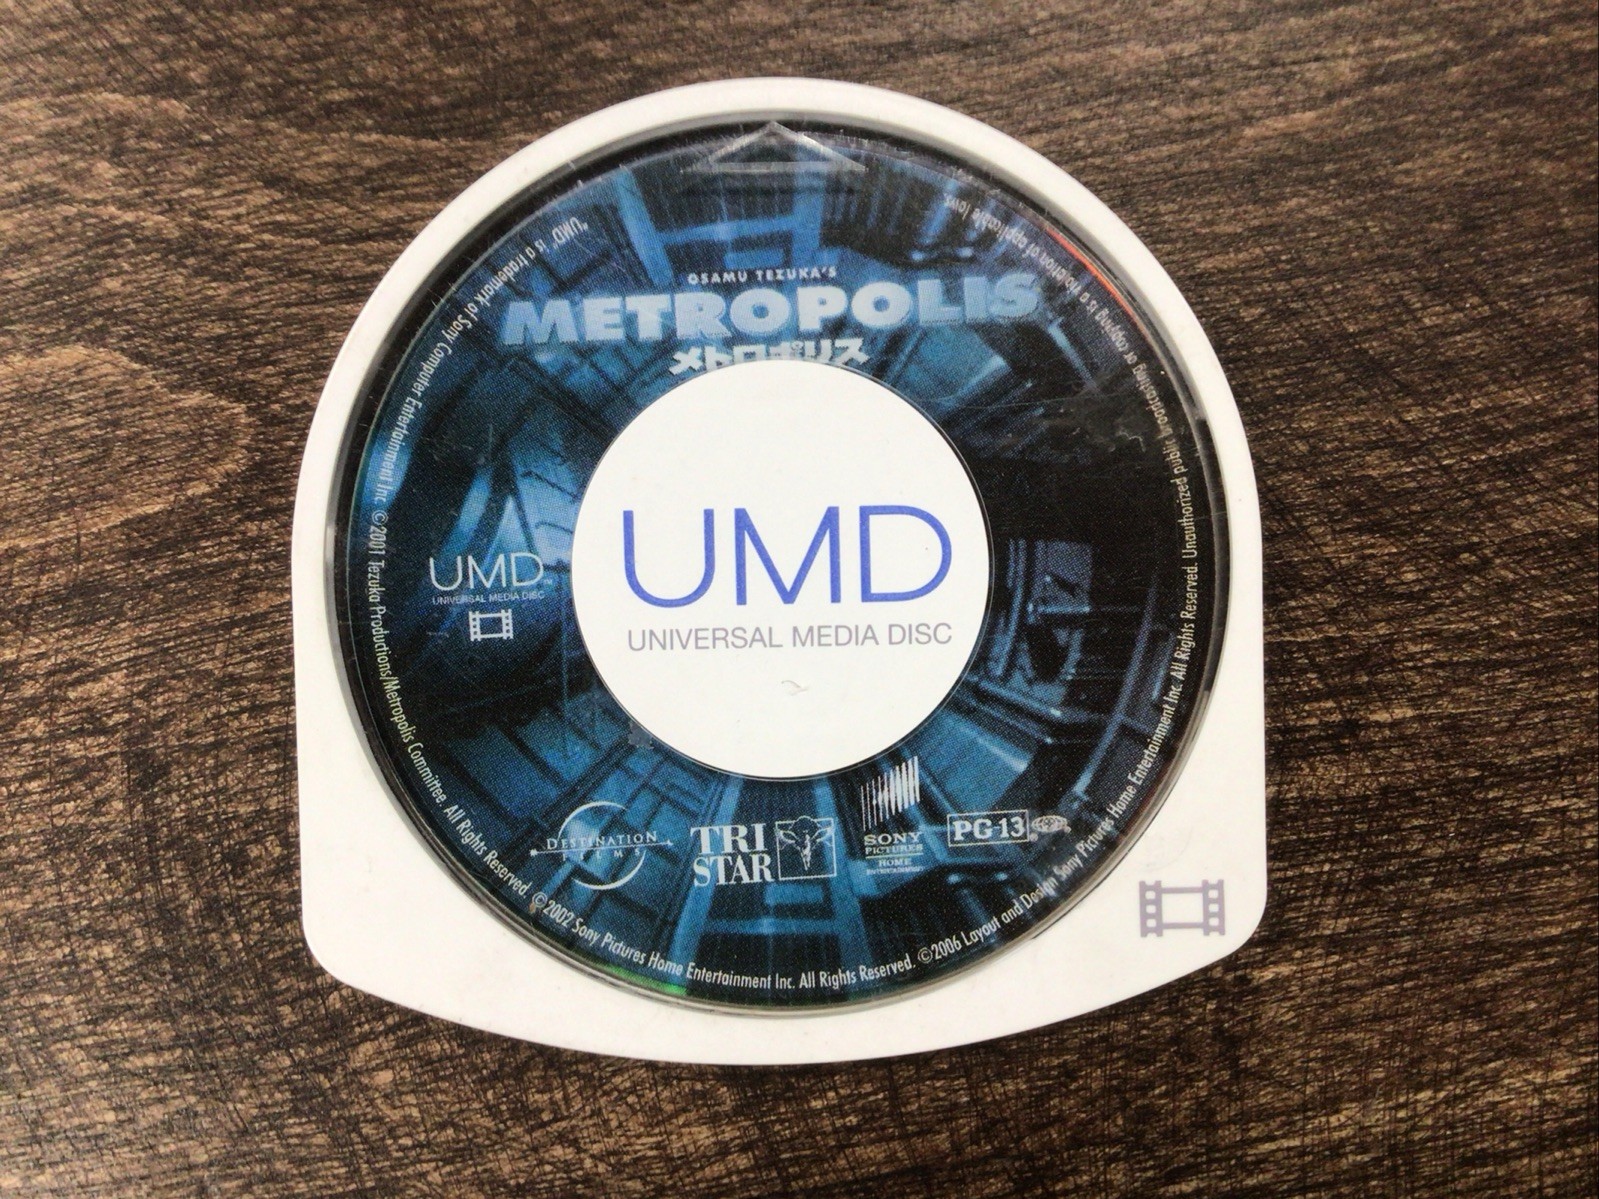 OSAMU TEZUKA'S
METROPOLIS
メトロポリス
UMD
UNIVERSAL MEDIA DISC
UMD™
UNIVERSAL MEDIA DISC
DESTINATION
FILMS
TRI
STAR
SONY
PICTURES
HOME
ENTERTAINMENT
PG-13
"UMD" is a trademark of Sony Computer Entertainment Inc. ©2001 Tezuka Productions/Metropolis Committee. All Rights Reserved. ©2002 Sony Pictures Home Entertainment Inc. All Rights Reserved. ©2006 Layout and Design Sony Pictures Home Entertainment Inc. All Rights Reserved. Unauthorized public broadcasting or copying is a violation of applicable laws.